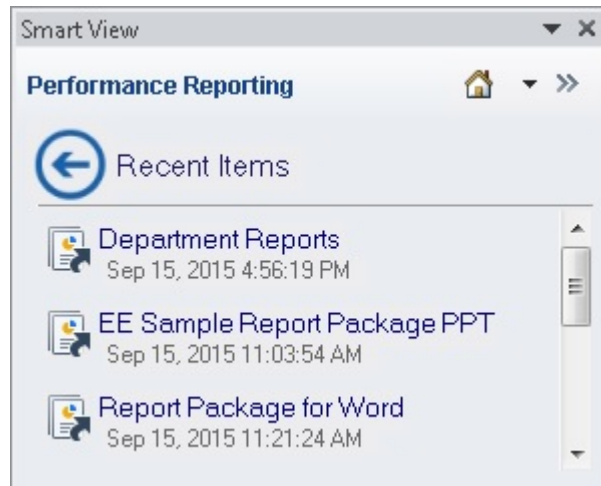 Smart View
Performance Reporting
Recent Items
Department Reports
Sep 15, 2015 4:56:19 PM
EE Sample Report Package PPT
Sep 15, 2015 11:03:54 AM
Report Package for Word
Sep 15, 2015 11:21:24 AM